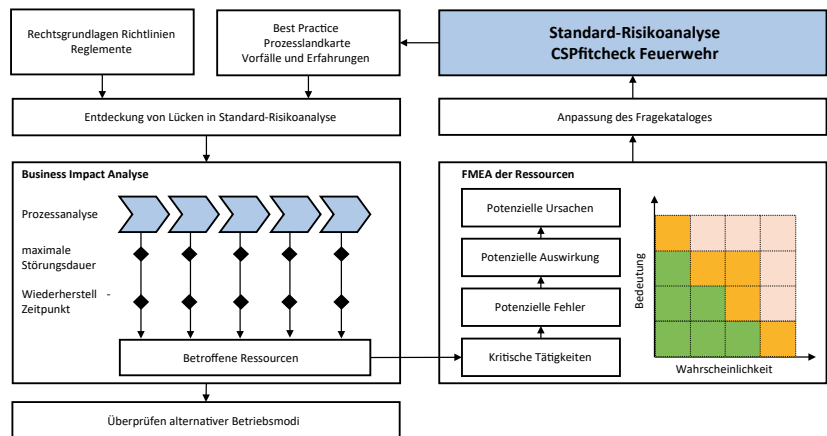 Rechtsgrundlagen Richtlinien
Reglemente
Best Practice
Prozesslandkarte
Vorfälle und Erfahrungen
Standard-Risikoanalyse
CSPfitcheck Feuerwehr
Entdeckung von Lücken in Standard-Risikoanalyse
Anpassung des Fragekataloges
Business Impact Analyse
Prozessanalyse
maximale
Störungsdauer
Wiederherstell -
Zeitpunkt
Betroffene Ressourcen
FMEA der Ressourcen
Potenzielle Ursachen
Potenzielle Auswirkung
Potenzielle Fehler
Kritische Tätigkeiten
Bedeutung
Wahrscheinlichkeit
Überprüfen alternativer Betriebsmodi